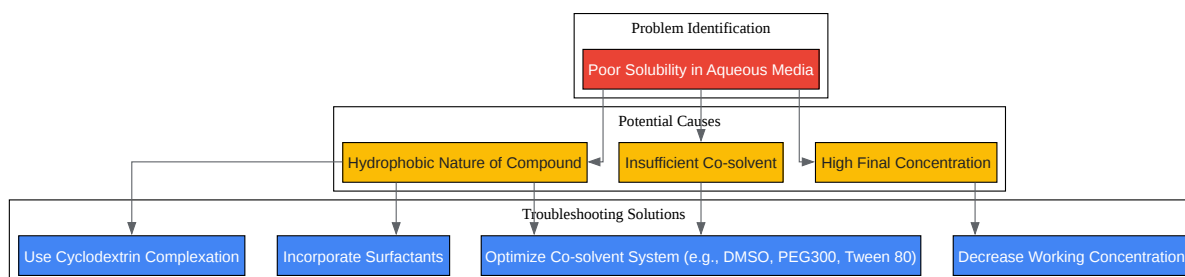 Problem Identification
Poor Solubility in Aqueous Media
Potential Causes
Hydrophobic Nature of Compound
Insufficient Co-solvent
High Final Concentration
Troubleshooting Solutions
Use Cyclodextrin Complexation
Incorporate Surfactants
Optimize Co-solvent System (e.g., DMSO, PEG300, Tween 80)
Decrease Working Concentration